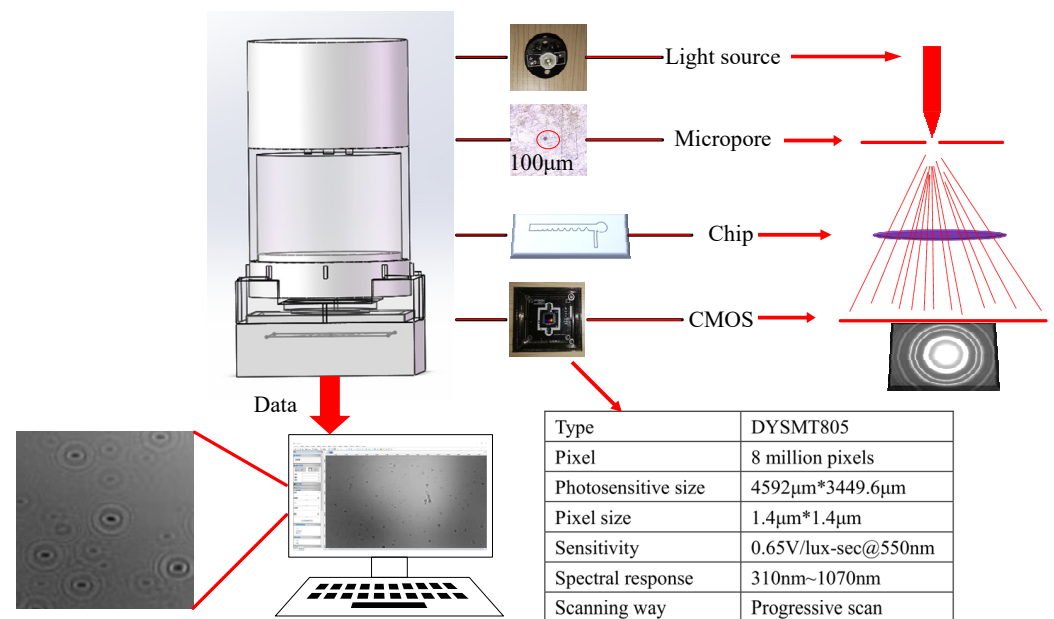 Light source
Micropore
100μm
Chip
CMOS
Data
Type DYSMT805
Pixel 8 million pixels
Photosensitive size 4592μm*3449.6μm
Pixel size 1.4μm*1.4μm
Sensitivity 0.65V/lux-sec@550nm
Spectral response 310nm~1070nm
Scanning way Progressive scan